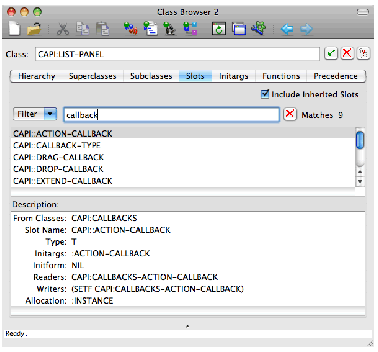 Class Browser 2
Class: CAPI:LIST-PANEL
Hierarchy Superclasses Subclasses Slots Initargs Functions Precedence
Include Inherited Slots
Filter callback Matches 9
CAPI::ACTION-CALLBACK
CAPI::CALLBACK-TYPE
CAPI::DRAG-CALLBACK
CAPI::DROP-CALLBACK
CAPI::EXTEND-CALLBACK
Description:
From Classes: CAPI:CALLBACKS
Slot Name: CAPI::ACTION-CALLBACK
Type: T
Initargs: :ACTION-CALLBACK
Initform: NIL
Readers: CAPI:CALLBACKS-ACTION-CALLBACK
Writers: (SETF CAPI:CALLBACKS-ACTION-CALLBACK)
Allocation: :INSTANCE
Ready.